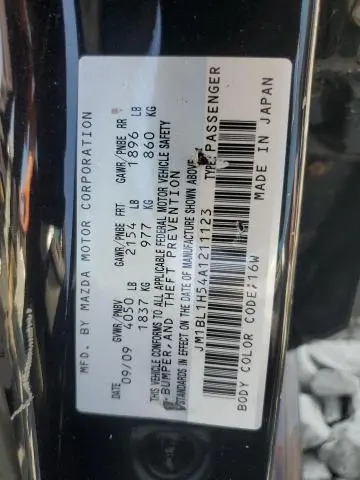 MFD. BY MAZDA MOTOR CORPORATION
DATE GVWR/PNBV GAWR/PNBE FRT GAWR/PNBE RR
09/09 4050 LB 2154 LB 1896 LB
1837 KG 977 KG 860 KG
THIS VEHICLE CONFORMS TO ALL APPLICABLE FEDERAL MOTOR VEHICLE SAFETY
BUMPER, AND THEFT PREVENTION
STANDARDS IN EFFECT ON THE DATE OF MANUFACTURE SHOWN ABOVE
JM1BL1H54A1211123 TYPE: PASSENGER
BODY COLOR CODE:16W MADE IN JAPAN